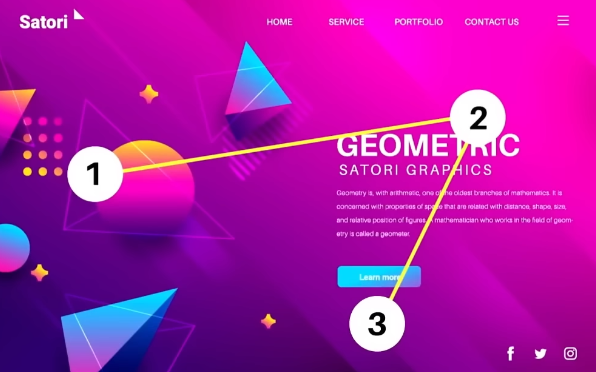 Satori
HOME SERVICE PORTFOLIO CONTACT US
1
2
GEOMETRIC
SATORI GRAPHICS
Geometry is, with arithmetic, one of the oldest branches of mathematics. It is
concerned with properties of space that are related with distance, shape, size,
and relative position of figures. A mathematician who works in the field of geom-
etry is called a geometer.
Learn more
3